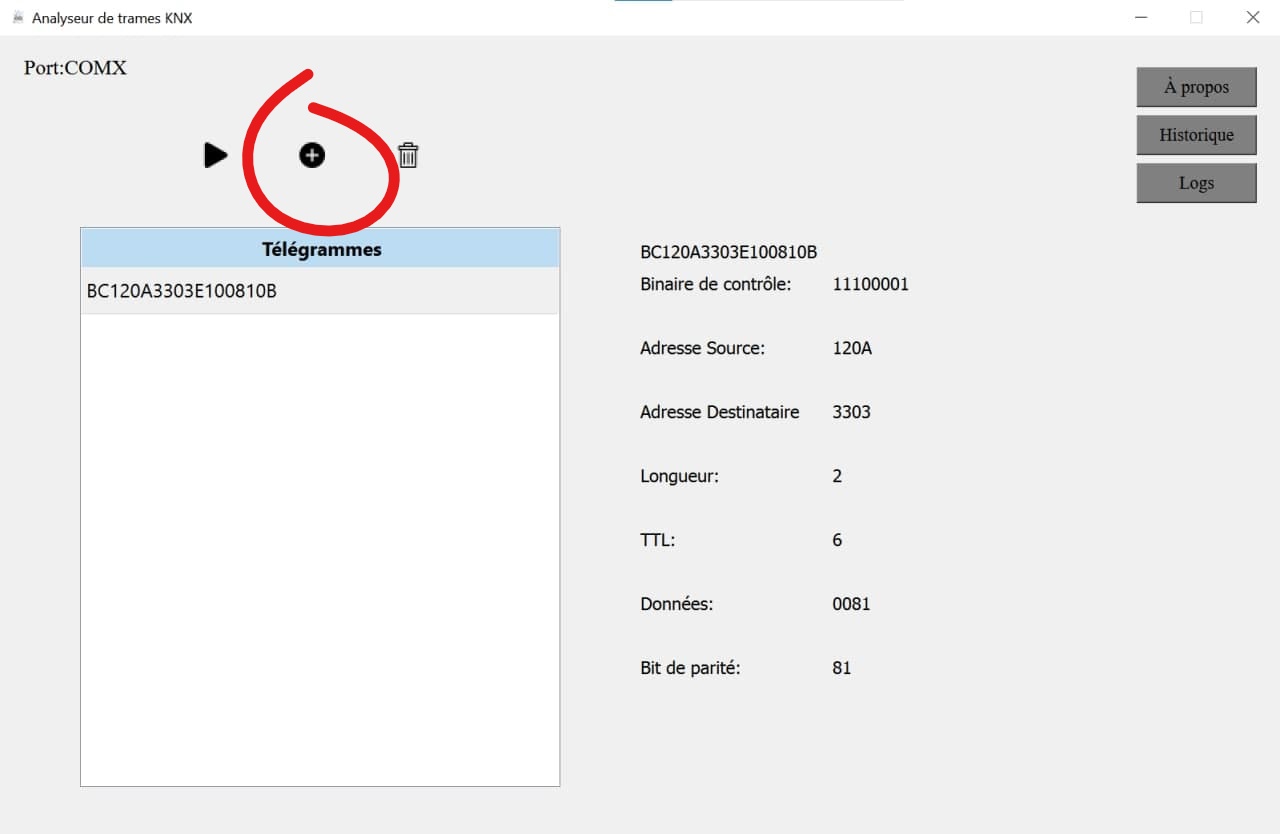 Analyseur de trames KNX
Port:COMX
À propos
Historique
Logs
Télégrammes
BC120A3303E100810B
BC120A3303E100810B
Binaire de contrôle: 11100001
Adresse Source: 120A
Adresse Destinataire 3303
Longueur: 2
TTL: 6
Données: 0081
Bit de parité: 81